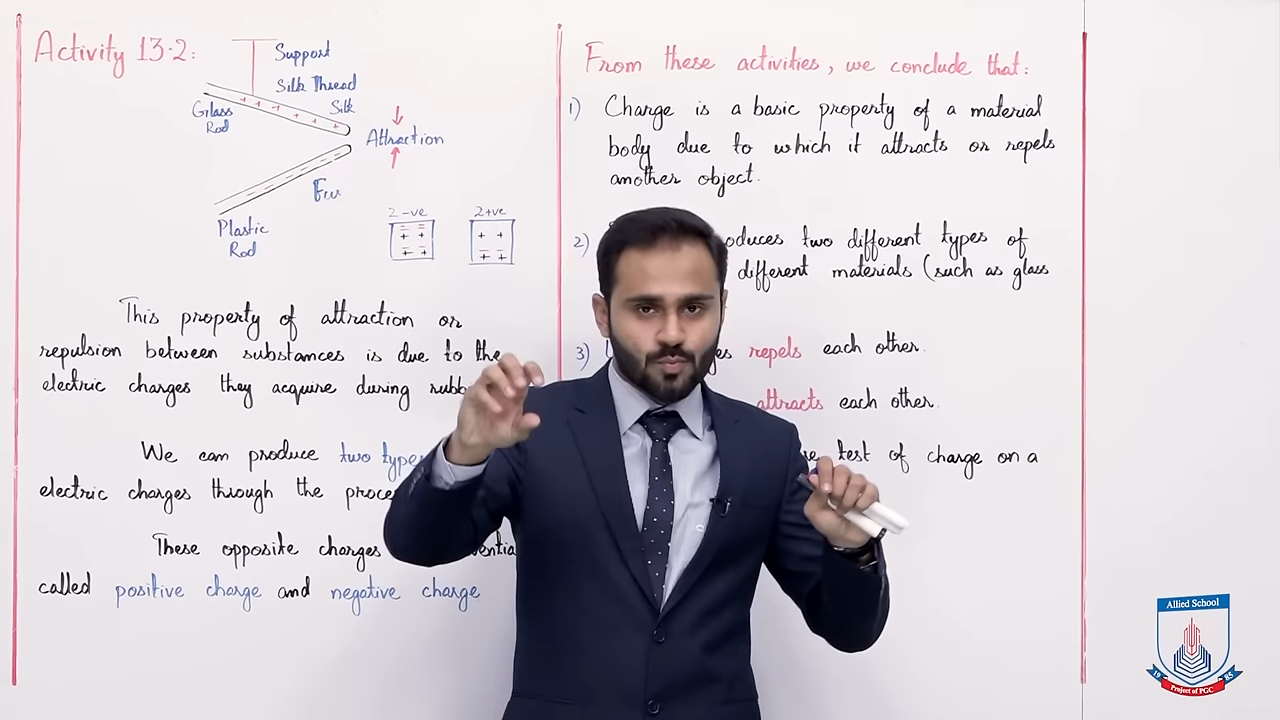 Activity 13.2:
Support
Silk Thread
Silk
Glass
Rod
Attraction
Fur
Plastic
Rod
2 -ve
2 +ve
This property of attraction or
repulsion between substances is due to the
electric charges they acquire during
We can produce two
electric charges through the
These opposite charges
called positive charge and negative charge
From these activities, we conclude that:
1) Charge is a basic property of a material
body due to which it attracts or repels
another object.
2) two different types of
different materials (such as glass
3) repels each other.
attracts each other.
test of charge on a
Allied School
19 85
Project of PGC